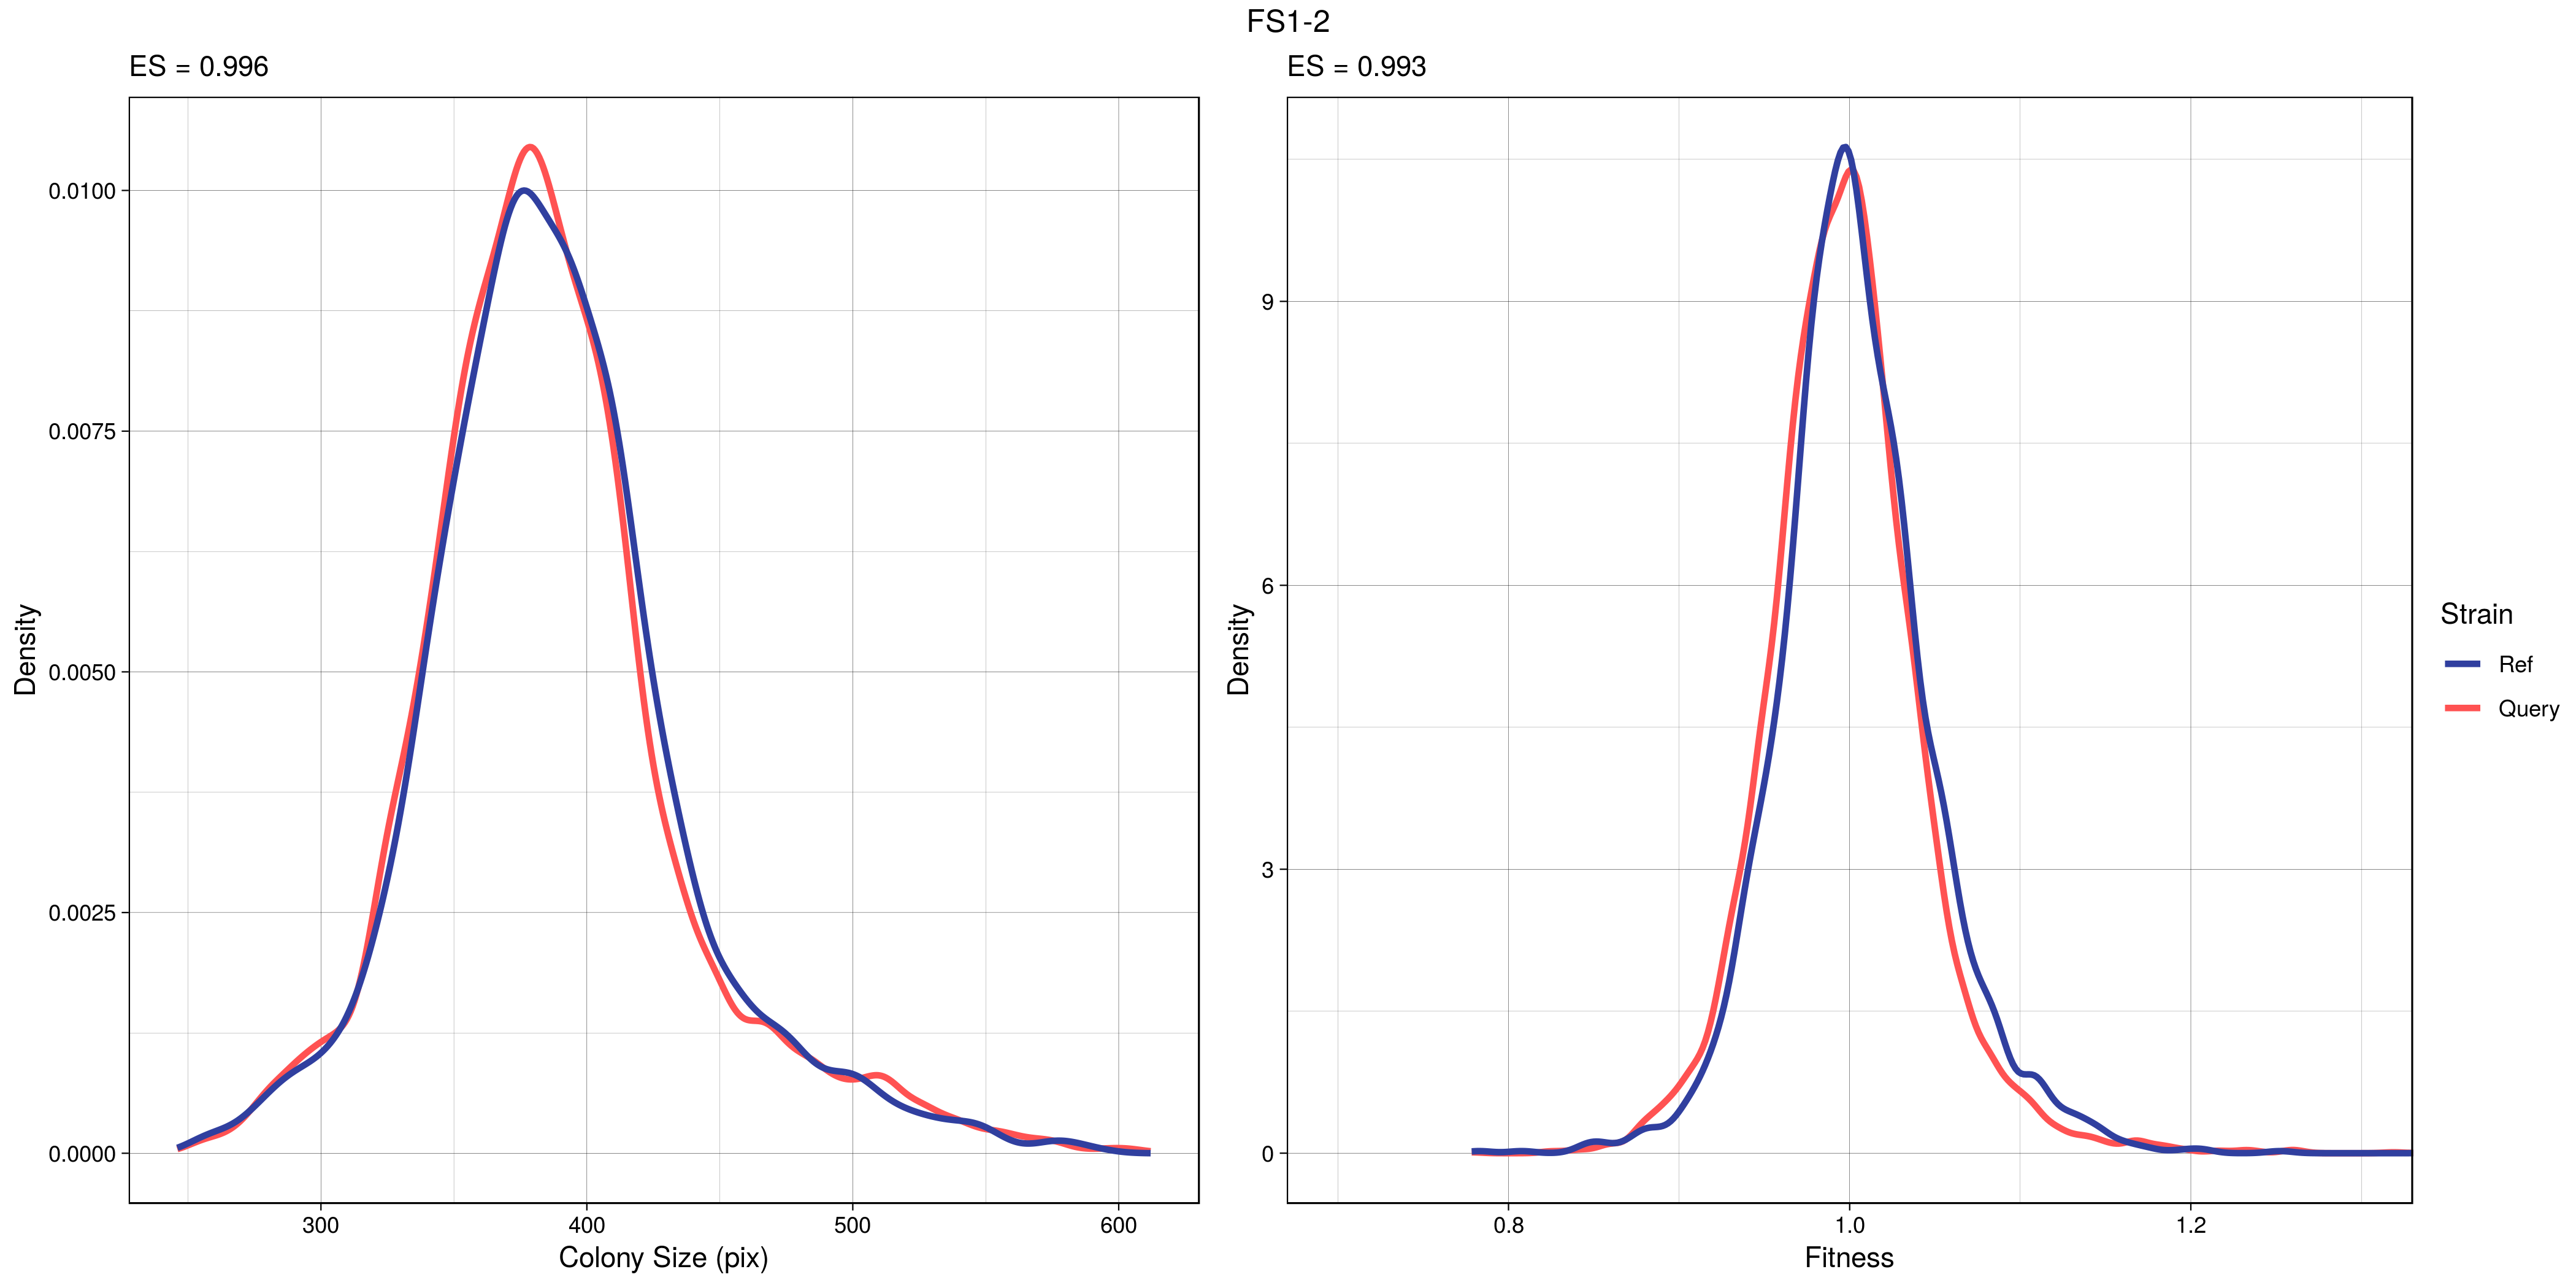 FS1-2
ES = 0.996
Density
0.0100
0.0075
0.0050
0.0025
0.0000
300 400 500 600
Colony Size (pix)
ES = 0.993
Density
9
6
3
0
0.8 1.0 1.2
Fitness
Strain
Ref
Query